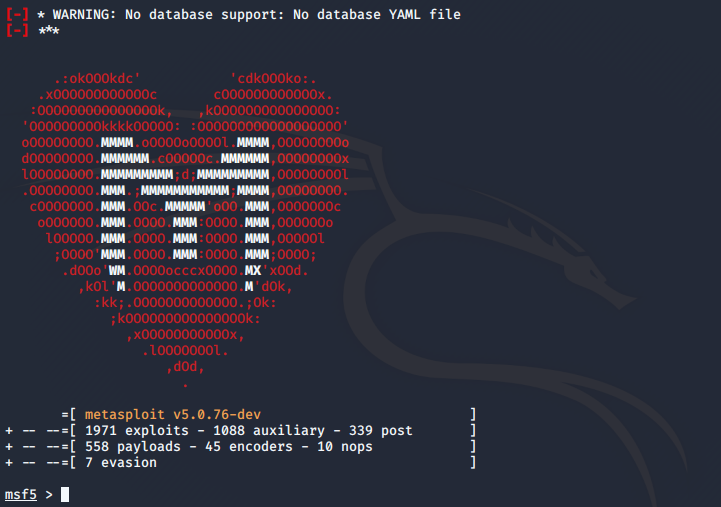 [-] * WARNING: No database support: No database YAML file
[-] ***
.:okOOOkdc'           'cdkOOOko:.
.xOOOOOOOOOOOOc       cOOOOOOOOOOOOx.
:OOOOOOOOOOOOOOOk,   ,kOOOOOOOOOOOOOOO:
'OOOOOOOOOkkkkOOOOO: :OOOOOOOOOOOOOOOOOO'
oOOOOOOOO.MMMM.oOOOOoOOOOl.MMMM,OOOOOOOOo
dOOOOOOOO.MMMMMM.cOOOOOc.MMMMMM,OOOOOOOOx
lOOOOOOOO.MMMMMMMMM;d;MMMMMMMMM,OOOOOOOOl
.OOOOOOOO.MMM.;MMMMMMMMMMM;MMMM,OOOOOOOO.
cOOOOOOO.MMM.OOc.MMMMM'oOO.MMM,OOOOOOOc
oOOOOOO.MMM.OOOO.MMM:OOOO.MMM,OOOOOOo
lOOOOO.MMM.OOOO.MMM:OOOO.MMM,OOOOOl
;OOOO'MMM.OOOO.MMM:OOOO.MMM;OOOO;
.dOOo'WM.OOOOocccxOOOO.MX'xOOd.
,kOl'M.OOOOOOOOOOOOO.M'dOk,
:kk;.OOOOOOOOOOOOO.;Ok:
;kOOOOOOOOOOOOOOOk:
,xOOOOOOOOOOOx,
.lOOOOOOOl.
,dOd,
.
=[ metasploit v5.0.76-dev                          ]
+ -- --=[ 1971 exploits - 1088 auxiliary - 339 post       ]
+ -- --=[ 558 payloads - 45 encoders - 10 nops            ]
+ -- --=[ 7 evasion                                       ]
msf5 >